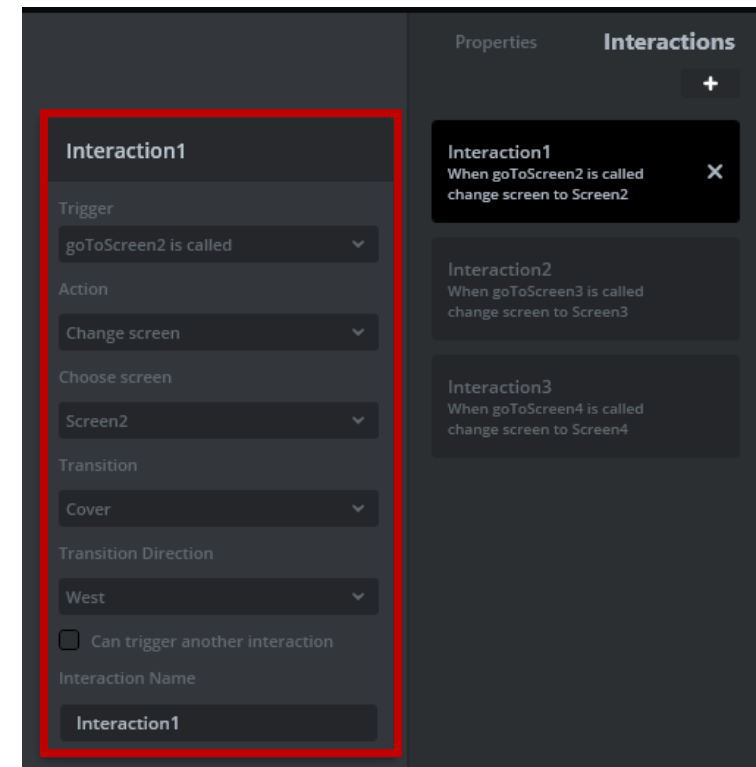 Properties
Interactions
+
Interaction1
Trigger
goToScreen2 is called
Action
Change screen
Choose screen
Screen2
Transition
Cover
Transition Direction
West
Can trigger another interaction
Interaction Name
Interaction1
Interaction1
When goToScreen2 is called
change screen to Screen2
Interaction2
When goToScreen3 is called
change screen to Screen3
Interaction3
When goToScreen4 is called
change screen to Screen4